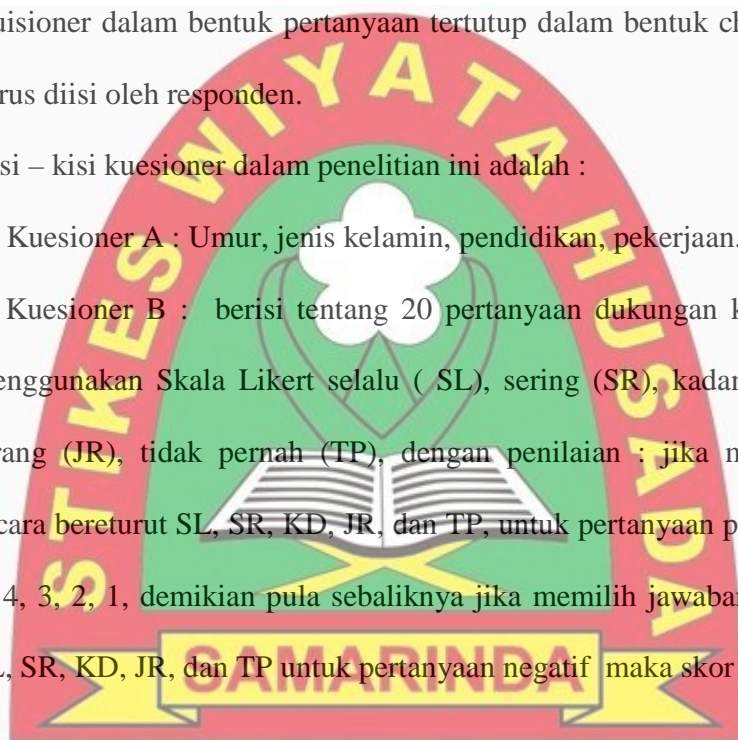 uisioner dalam bentuk pertanyaan tertutup dalam bentuk ch
rus diisi oleh responden.
si – kisi kuesioner dalam penelitian ini adalah :
Kuesioner A : Umur, jenis kelamin, pendidikan, pekerjaan.
Kuesioner B : berisi tentang 20 pertanyaan dukungan k
enggunakan Skala Likert selalu ( SL), sering (SR), kadan
rang (JR), tidak pernah (TP), dengan penilaian : jika m
cara bereturut SL, SR, KD, JR, dan TP, untuk pertanyaan p
4, 3, 2, 1, demikian pula sebaliknya jika memilih jawaban
L, SR, KD, JR, dan TP untuk pertanyaan negatif maka skor
STIKES WIYATA HUSADA
SAMARINDA